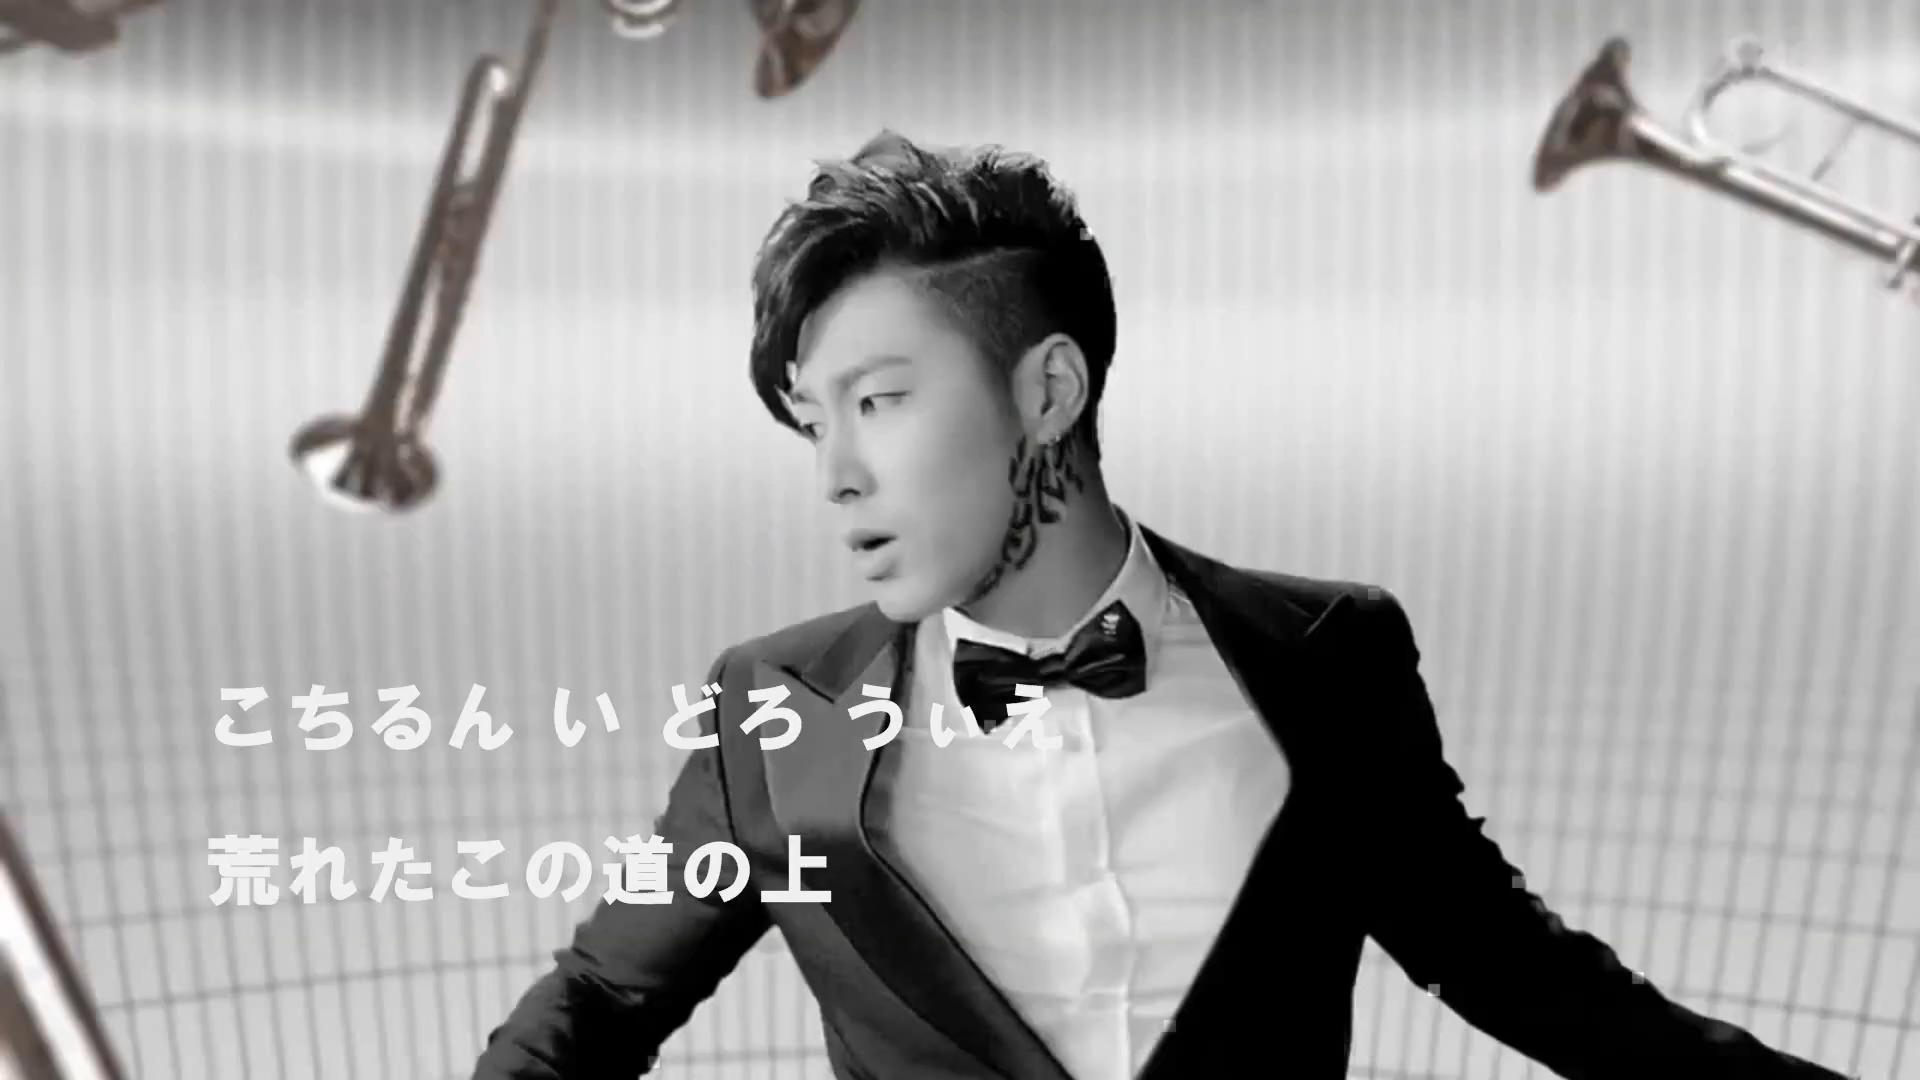 こちるん い どろ うぃえ
荒れたこの道の上